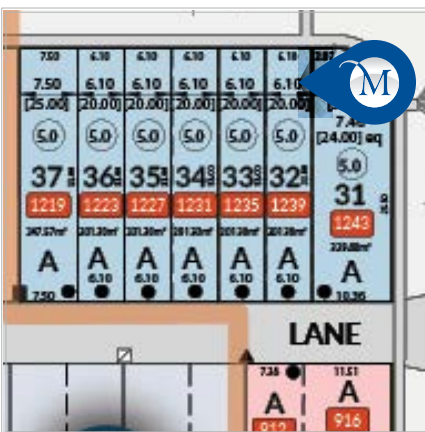 7.50 6.10 6.10 6.10 6.10 6.10
7.50 6.10 6.10 6.10 6.10 6.10
[25.00] [20.00] [20.00] [20.00] [20.00] [20.00]
M
7.45
[24.00] eq
5.0 5.0 5.0 5.0 5.0 5.0 5.0
37 36 35 34 33 32 31
1219 1223 1227 1231 1235 1239 1243
A A A A A A A
7.50 6.10 6.10 6.10 6.10 6.10 10.36
LANE
7.36 11.51
A A
912 916